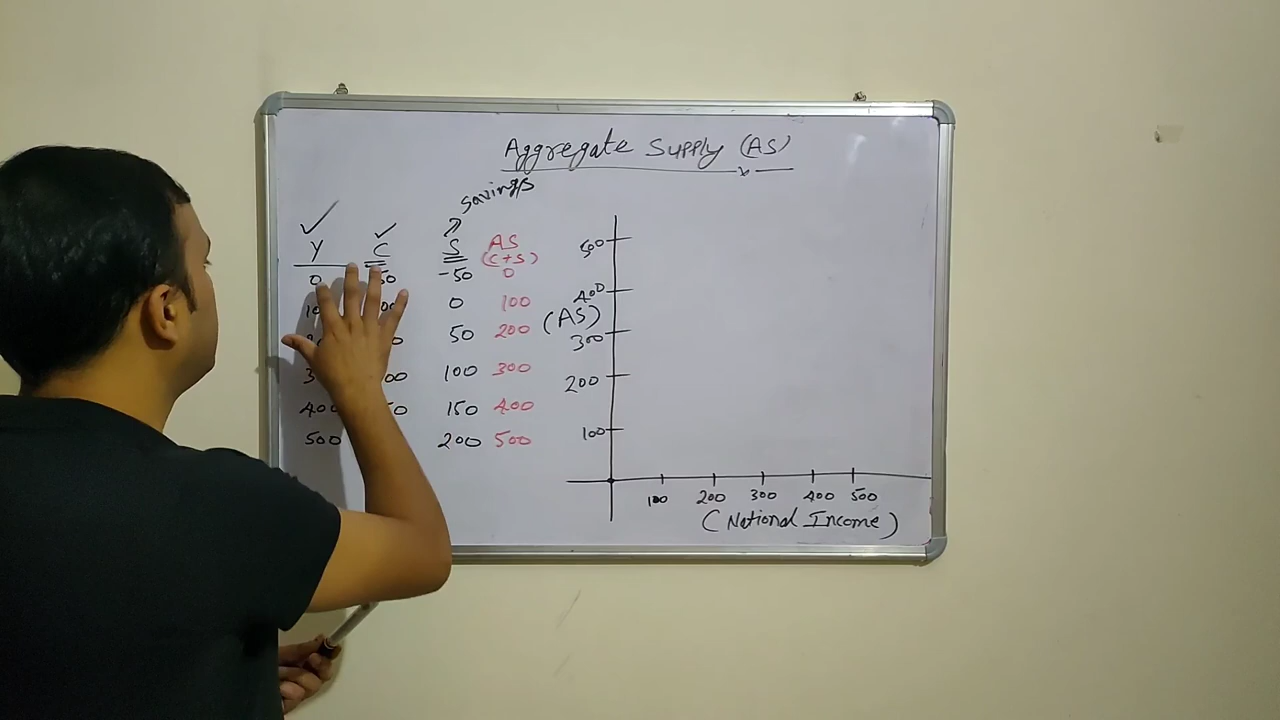 Aggregate Supply (AS)
savings
Y C S AS
(C+S)
0 -50 0
0 100
50 200
100 300
400 150 400
500 200 500
500
400
(AS)
300
200
100
100 200 300 400 500
(National Income)